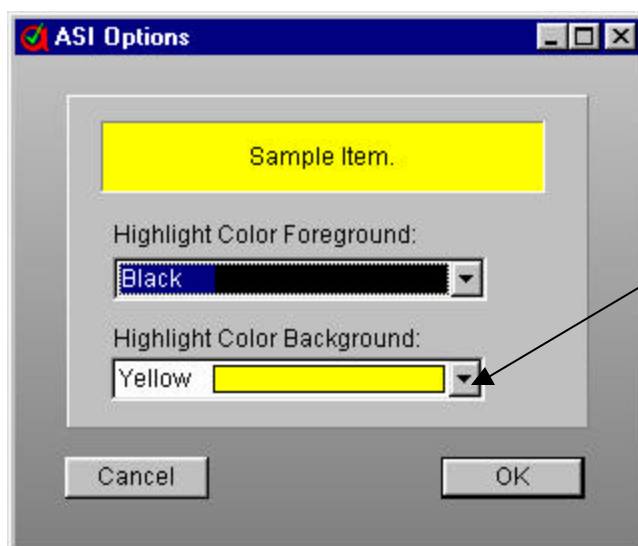 ASI Options
Sample Item.
Highlight Color Foreground:
Black
Highlight Color Background:
Yellow
Cancel OK